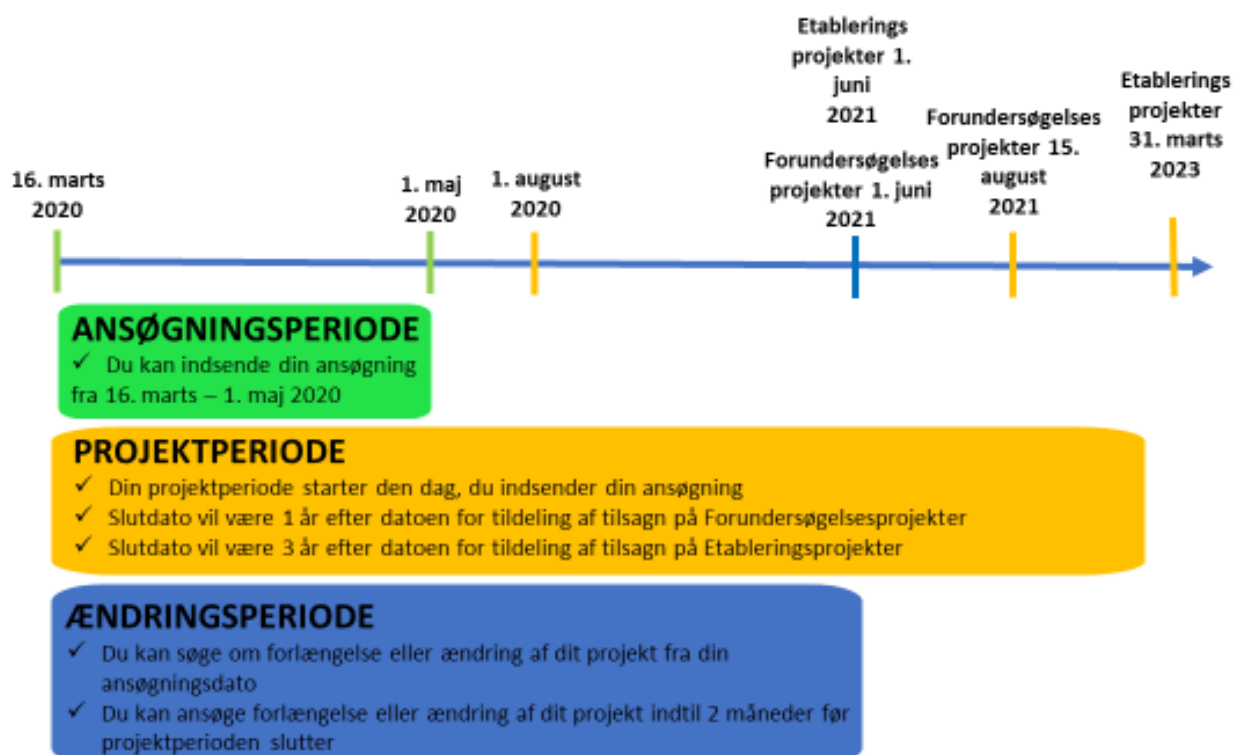 16. marts
2020
1. maj
2020
1. august
2020
Etablerings
projekter 1.
juni
2021
Forundersøgelses
projekter 1. juni
2021
Forundersøgelses
projekter 15.
august
2021
Etablerings
projekter
31. marts
2023
ANSØGNINGSPERIODE
✓ Du kan indsende din ansøgning
fra 16. marts – 1. maj 2020
PROJEKTPERIODE
✓ Din projektperiode starter den dag, du indsender din ansøgning
✓ Slutdato vil være 1 år efter datoen for tildeling af tilsagn på Forundersøgelsesprojekter
✓ Slutdato vil være 3 år efter datoen for tildeling af tilsagn på Etableringsprojekter
ÆNDRINGSPERIODE
✓ Du kan søge om forlængelse eller ændring af dit projekt fra din
ansøgningsdato
✓ Du kan ansøge forlængelse eller ændring af dit projekt indtil 2 måneder før
projektperioden slutter